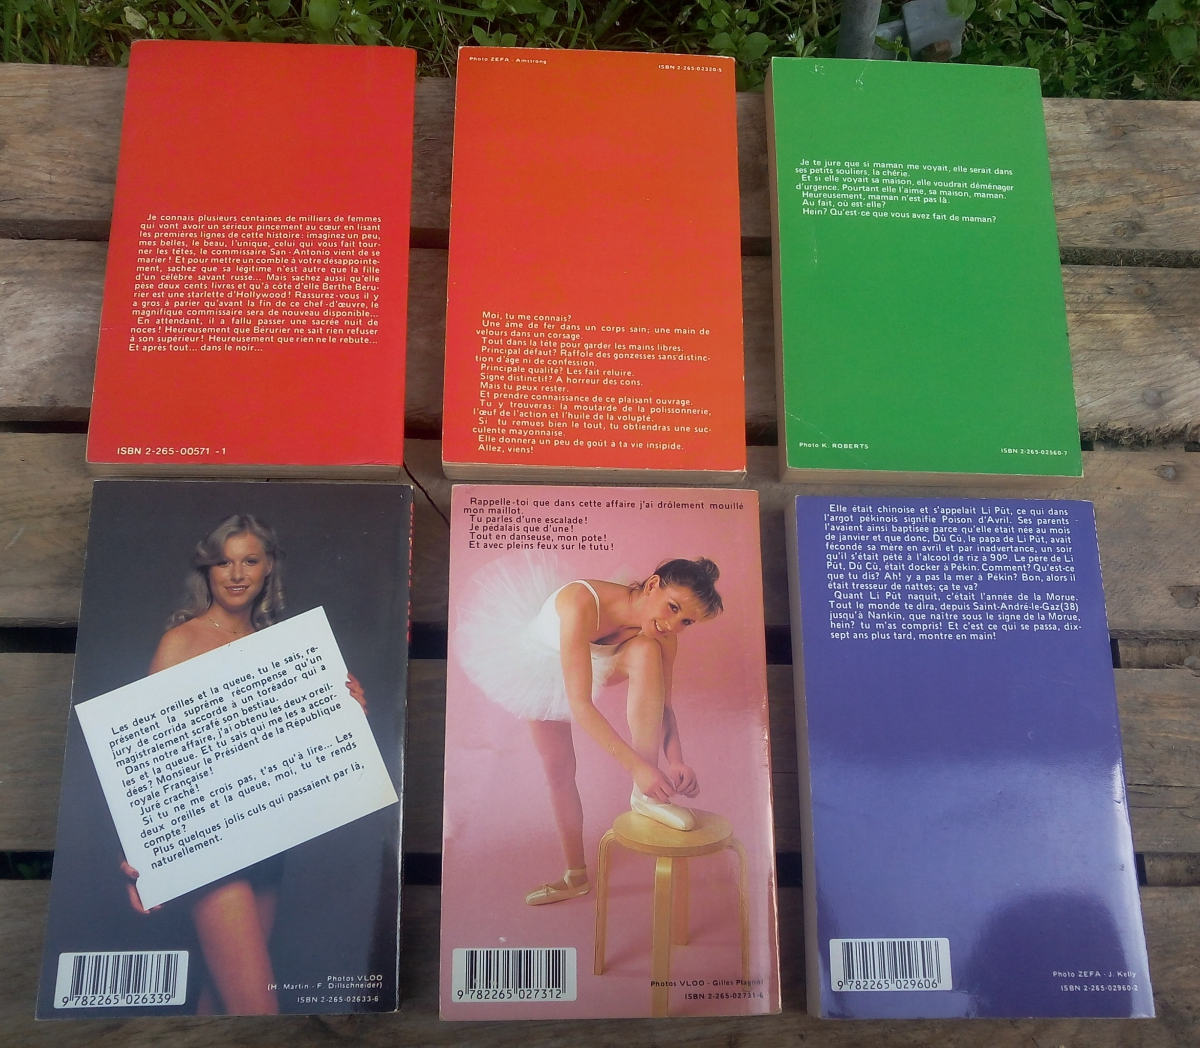 Je connais plusieurs centaines de milliers de femmes
qui vont avoir un sérieux pincement au cœur en lisant
les premières lignes de cette histoire : imaginez un peu,
mes belles, le beau, l'unique, celui qui vous fait tour-
ner les têtes, le commissaire San-Antonio vient de se
marier ! Et pour mettre un comble à votre désappointe-
ment, sachez que sa légitime n'est autre que la fille
d'un célèbre savant russe... Mais sachez aussi qu'elle
pèse deux cents livres et qu'à côté d'elle Berthe Béru-
rier est une starlette d'Hollywood ! Rassurez-vous il y
a gros à parier qu'avant la fin de ce chef-d'œuvre, le
magnifique commissaire sera de nouveau disponible...
En attendant, il a fallu passer une sacrée nuit de
noces ! Heureusement que Bérurier ne sait rien refuser
à son supérieur ! Heureusement que rien ne le rebute...
Et après tout... dans le noir...
ISBN 2-265-00571-1
Photo ZEFA - Amstrong
ISBN 2-265-02320-5
Moi, tu me connais?
Une âme de fer dans un corps sain; une main de
velours dans un corsage.
Tout dans la tête pour garder les mains libres.
Principal défaut? Raffole des gonzesses sans distinc-
tion d'âge ni de confession.
Principale qualité? Les fait reluire.
Signe distinctif? A horreur des cons.
Mais tu peux rester.
Et prendre connaissance de ce plaisant ouvrage.
Tu y trouveras: la moutarde de la polissonnerie,
l'œuf de l'action et l'huile de la volupté.
Si tu remues bien le tout, tu obtiendras une suc-
culente mayonnaise.
Elle donnera un peu de goût à ta vie insipide.
Allez, viens!
Je te jure que si maman me voyait, elle serait dans
ses petits souliers, la chérie.
Et si elle voyait sa maison, elle voudrait déménager
d'urgence. Pourtant elle l'aime, sa maison, maman.
Heureusement, maman n'est pas là.
Au fait, où est-elle?
Hein? Qu'est-ce que vous avez fait de maman?
Photo K. ROBERTS
ISBN 2-265-02560-7
Les deux oreilles et la queue, tu le sais, re-
présentent la suprême récompense qu'un
jury de corrida accorde à un toréador qui a
magistralement scrafé son bestiau.
Dans notre affaire, j'ai obtenu les deux oreil-
les et la queue. Et tu sais qui me les a accor-
dées? Monsieur le Président de la République
royale Française!
Juré craché!
Si tu ne me crois pas, t'as qu'à lire... Les
deux oreilles et la queue, moi, tu te rends
compte?
Plus quelques jolis culs qui passaient par là,
naturellement.
Photos VLOO
(H. Martin - F. Dillschneider)
ISBN 2-265-02633-6
9 782265 026339
Rappelle-toi que dans cette affaire j'ai drôlement mouillé
mon maillot.
Tu parles d'une escalade!
Je pédalais que d'une!
Tout en danseuse, mon pote!
Et avec pleins feux sur le tutu!
Photos VLOO - Gilles Plagnol
ISBN 2-265-02731-6
9 782265 027312
Elle était chinoise et s'appelait Li Pût, ce qui dans
l'argot pékinois signifie Poison d'Avril. Ses parents
l'avaient ainsi baptisée parce qu'elle était née au mois
de janvier et que donc, Dû Cû, le papa de Li Pût, avait
fécondé sa mère en avril et par inadvertance, un soir
qu'il s'était pété à l'alcool de riz à 90º. Le père de Li
Pût, Dû Cû, était docker à Pékin. Comment? Qu'est-ce
que tu dis? Ah! y a pas la mer à Pékin? Bon, alors il
était tresseur de nattes; ça te va?
Quant Li Pût naquit, c'était l'année de la Morue.
Tout le monde te dira, depuis Saint-André-le-Gaz(38)
jusqu'à Nankin, que naître sous le signe de la Morue,
hein? tu m'as compris! Et c'est ce qui se passa, dix-
sept ans plus tard, montre en main!
Photo ZEFA - J. Kelly
ISBN 2-265-02960-2
9 782265 029606